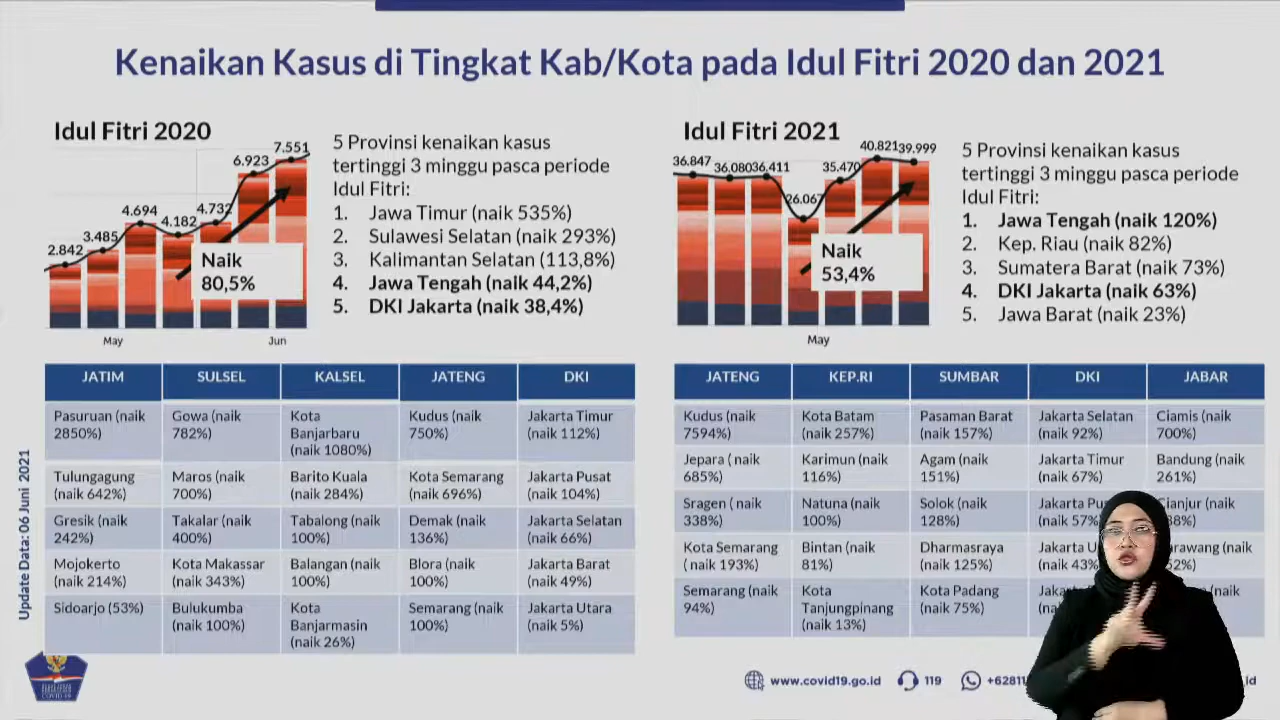 Kenaikan Kasus di Tingkat Kab/Kota pada Idul Fitri 2020 dan 2021
Idul Fitri 2020
7.551
6.923
4.694
4.732
4.182
3.485
2.842
Naik
80,5%
May
Jun
5 Provinsi kenaikan kasus
tertinggi 3 minggu pasca periode
Idul Fitri:
1. Jawa Timur (naik 535%)
2. Sulawesi Selatan (naik 293%)
3. Kalimantan Selatan (113,8%)
4. Jawa Tengah (naik 44,2%)
5. DKI Jakarta (naik 38,4%)
Idul Fitri 2021
36.847
36.080
36.411
26.067
35.470
40.821
39.999
Naik
53,4%
May
5 Provinsi kenaikan kasus
tertinggi 3 minggu pasca periode
Idul Fitri:
1. Jawa Tengah (naik 120%)
2. Kep. Riau (naik 82%)
3. Sumatera Barat (naik 73%)
4. DKI Jakarta (naik 63%)
5. Jawa Barat (naik 23%)
JATIM SULSEL KALSEL JATENG DKI
Pasuruan (naik
2850%)
Gowa (naik
782%)
Kota
Banjarbaru
(naik 1080%)
Kudus (naik
750%)
Jakarta Timur
(naik 112%)
Tulungagung
(naik 642%)
Maros (naik
700%)
Barito Kuala
(naik 284%)
Kota Semarang
(naik 696%)
Jakarta Pusat
(naik 104%)
Gresik (naik
242%)
Takalar (naik
400%)
Tabalong (naik
100%)
Demak (naik
136%)
Jakarta Selatan
(naik 66%)
Mojokerto
(naik 214%)
Kota Makassar
(naik 343%)
Balangan (naik
100%)
Blora (naik
100%)
Jakarta Barat
(naik 49%)
Sidoarjo (53%)
Bulukumba
(naik 100%)
Kota
Banjarmasin
(naik 26%)
Semarang (naik
100%)
Jakarta Utara
(naik 5%)
JATENG KEP.RI SUMBAR DKI JABAR
Kudus (naik
7594%)
Kota Batam
(naik 257%)
Pasaman Barat
(naik 157%)
Jakarta Selatan
(naik 92%)
Ciamis (naik
700%)
Jepara ( naik
685%)
Karimun (naik
116%)
Agam (naik
151%)
Jakarta Timur
(naik 67%)
Bandung (naik
261%)
Sragen ( naik
338%)
Natuna (naik
100%)
Solok (naik
128%)
Jakarta
(naik 57%
(naik
Kota Semarang
( naik 193%)
Bintan (naik
81%)
Dharmasraya
(naik 125%)
Jakarta
(naik 43%
(naik
Semarang (naik
94%)
Kota
Tanjungpinang
(naik 13%)
Kota Padang
(naik 75%)
(naik
Update Data: 06 Juni 2021
www.covid19.go.id 119